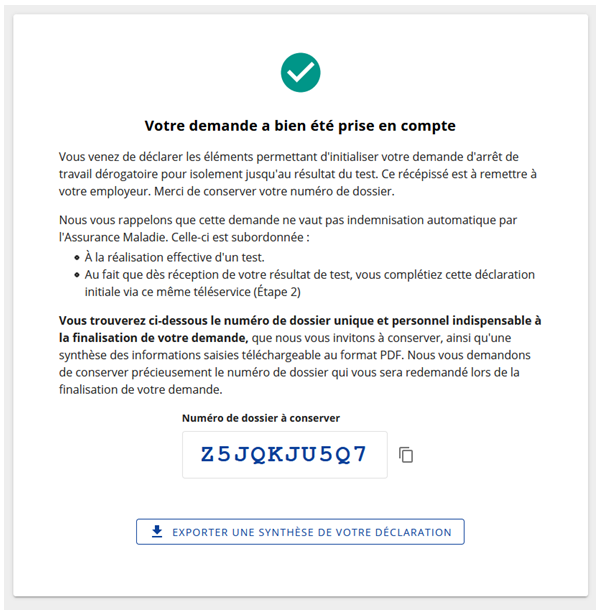 Votre demande a bien été prise en compte
Vous venez de déclarer les éléments permettant d'initialiser votre demande d'arrêt de
travail dérogatoire pour isolement jusqu'au résultat du test. Ce récépissé est à remettre à
votre employeur. Merci de conserver votre numéro de dossier.
Nous vous rappelons que cette demande ne vaut pas indemnisation automatique par
l'Assurance Maladie. Celle-ci est subordonnée :
• À la réalisation effective d'un test.
• Au fait que dès réception de votre résultat de test, vous complétiez cette déclaration
initiale via ce même téléservice (Étape 2)
Vous trouverez ci-dessous le numéro de dossier unique et personnel indispensable à
la finalisation de votre demande, que nous vous invitons à conserver, ainsi qu'une
synthèse des informations saisies téléchargeable au format PDF. Nous vous demandons
de conserver précieusement le numéro de dossier qui vous sera redemandé lors de la
finalisation de votre demande.
Numéro de dossier à conserver
Z5JQKJU5Q7
EXPORTER UNE SYNTHÈSE DE VOTRE DÉCLARATION